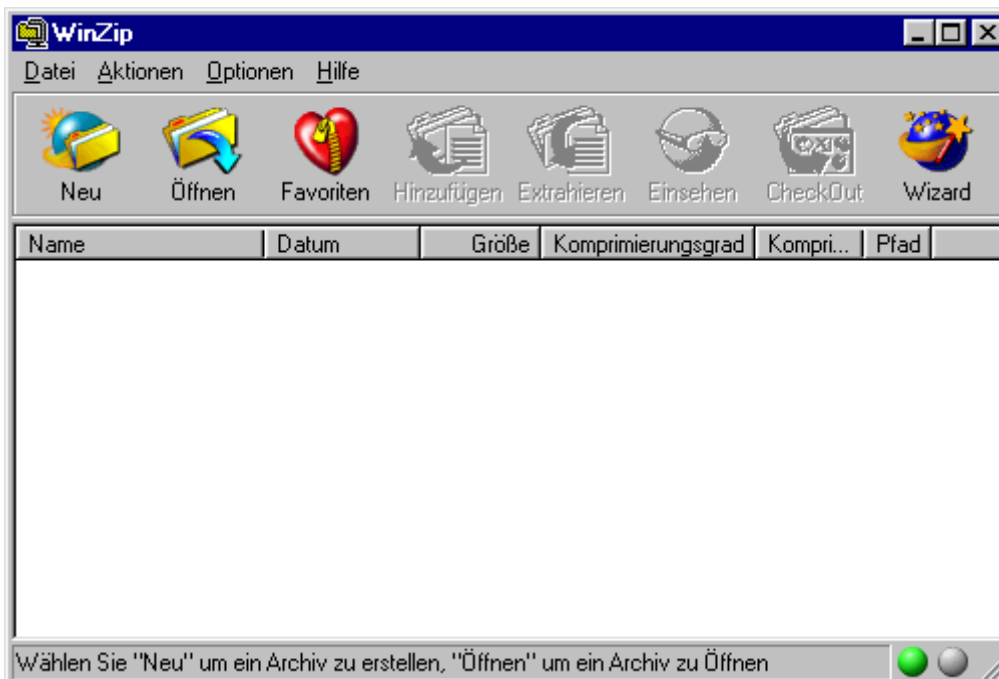 WinZip
Datei Aktionen Optionen Hilfe
Neu Öffnen Favoriten Hinzufügen Extrahieren Einsehen CheckOut Wizard
Name Datum Größe Komprimierungsgrad Kompri... Pfad
Wählen Sie "Neu" um ein Archiv zu erstellen, "Öffnen" um ein Archiv zu Öffnen